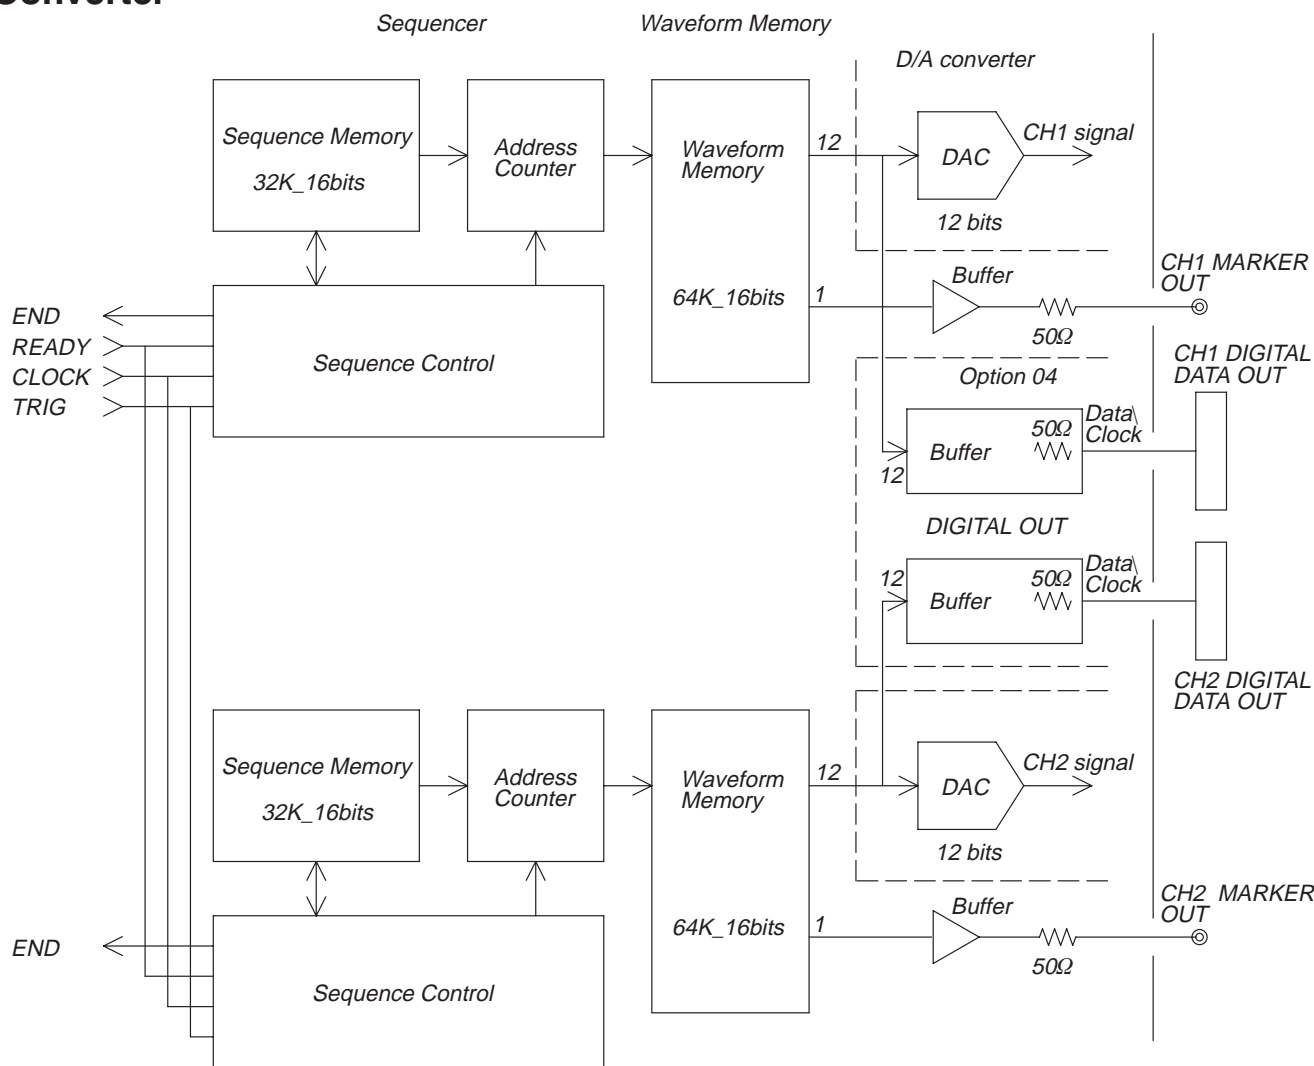 Converter
Sequencer
Waveform Memory
D/A converter
Sequence Memory
32K_16bits
Address
Counter
Waveform
Memory
12
DAC
CH1 signal
12 bits
64K_16bits
1
Buffer
50Ω
CH1 MARKER
OUT
END
READY
CLOCK
TRIG
Sequence Control
Option 04
CH1 DIGITAL
DATA OUT
12
Buffer
50Ω
Data\
Clock
DIGITAL OUT
12
Buffer
50Ω
Data\
Clock
CH2 DIGITAL
DATA OUT
Sequence Memory
32K_16bits
Address
Counter
Waveform
Memory
12
DAC
CH2 signal
12 bits
64K_16bits
1
Buffer
50Ω
CH2 MARKER
OUT
END
Sequence Control